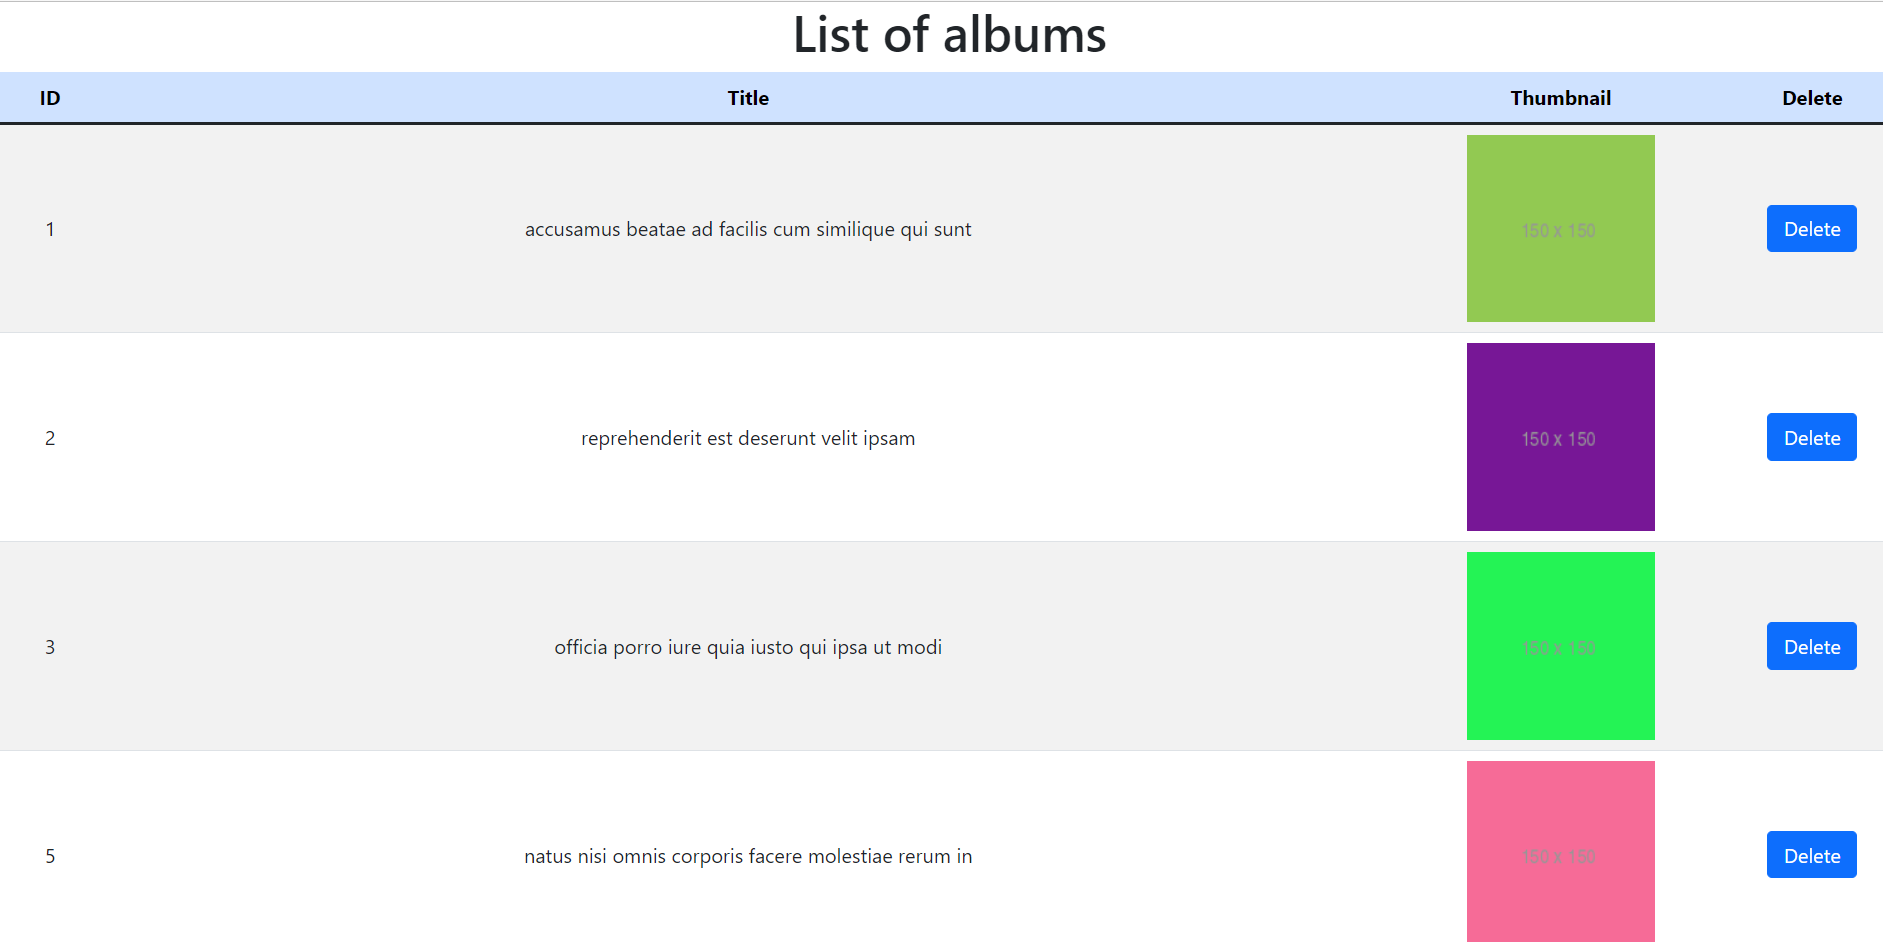 List of albums
ID Title Thumbnail Delete
1 accusamus beatae ad facilis cum similique qui sunt 150 x 150 Delete
2 reprehenderit est deserunt velit ipsam 150 x 150 Delete
3 officia porro iure quia iusto qui ipsa ut modi 150 x 150 Delete
5 natus nisi omnis corporis facere molestiae rerum in 150 x 150 Delete